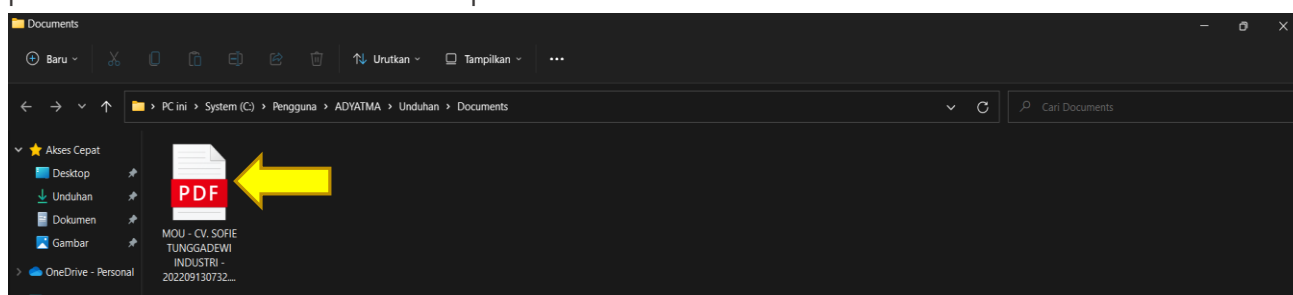 Documents
Baru
Urutkan
Tampilkan
PC ini > System (C:) > Pengguna > ADYATMA > Unduhan > Documents
Cari Documents
Akses Cepat
Desktop
Unduhan
Dokumen
Gambar
OneDrive - Personal
PDF
MOU - CV. SOFIE
TUNGGADEWI
INDUSTRI -
202209130732....